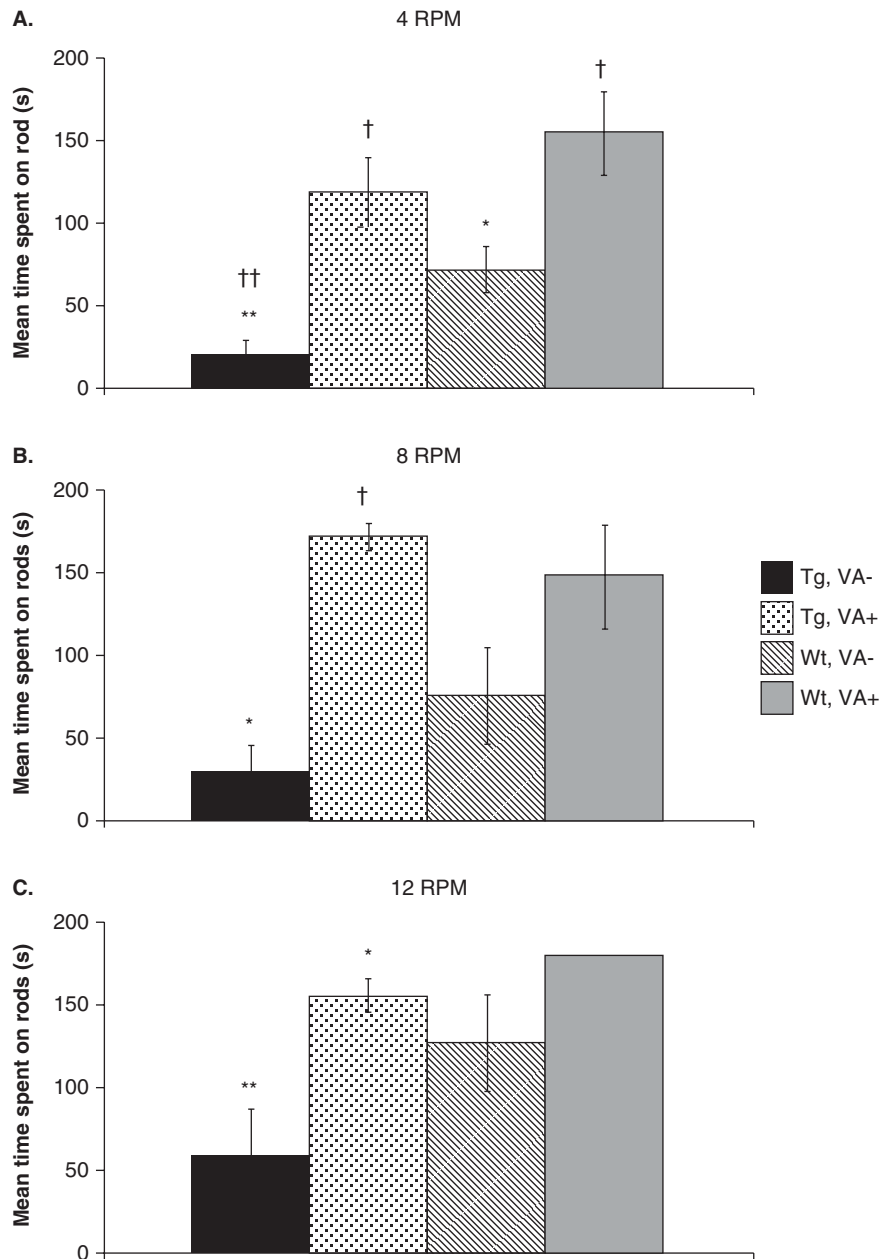 A.
4 RPM
Mean time spent on rod (s)
200
150
100
50
0
††
**
†
*
†
B.
8 RPM
Mean time spent on rods (s)
200
150
100
50
0
*
†
Tg, VA-
Tg, VA+
Wt, VA-
Wt, VA+
C.
12 RPM
Mean time spent on rods (s)
200
150
100
50
0
**
*